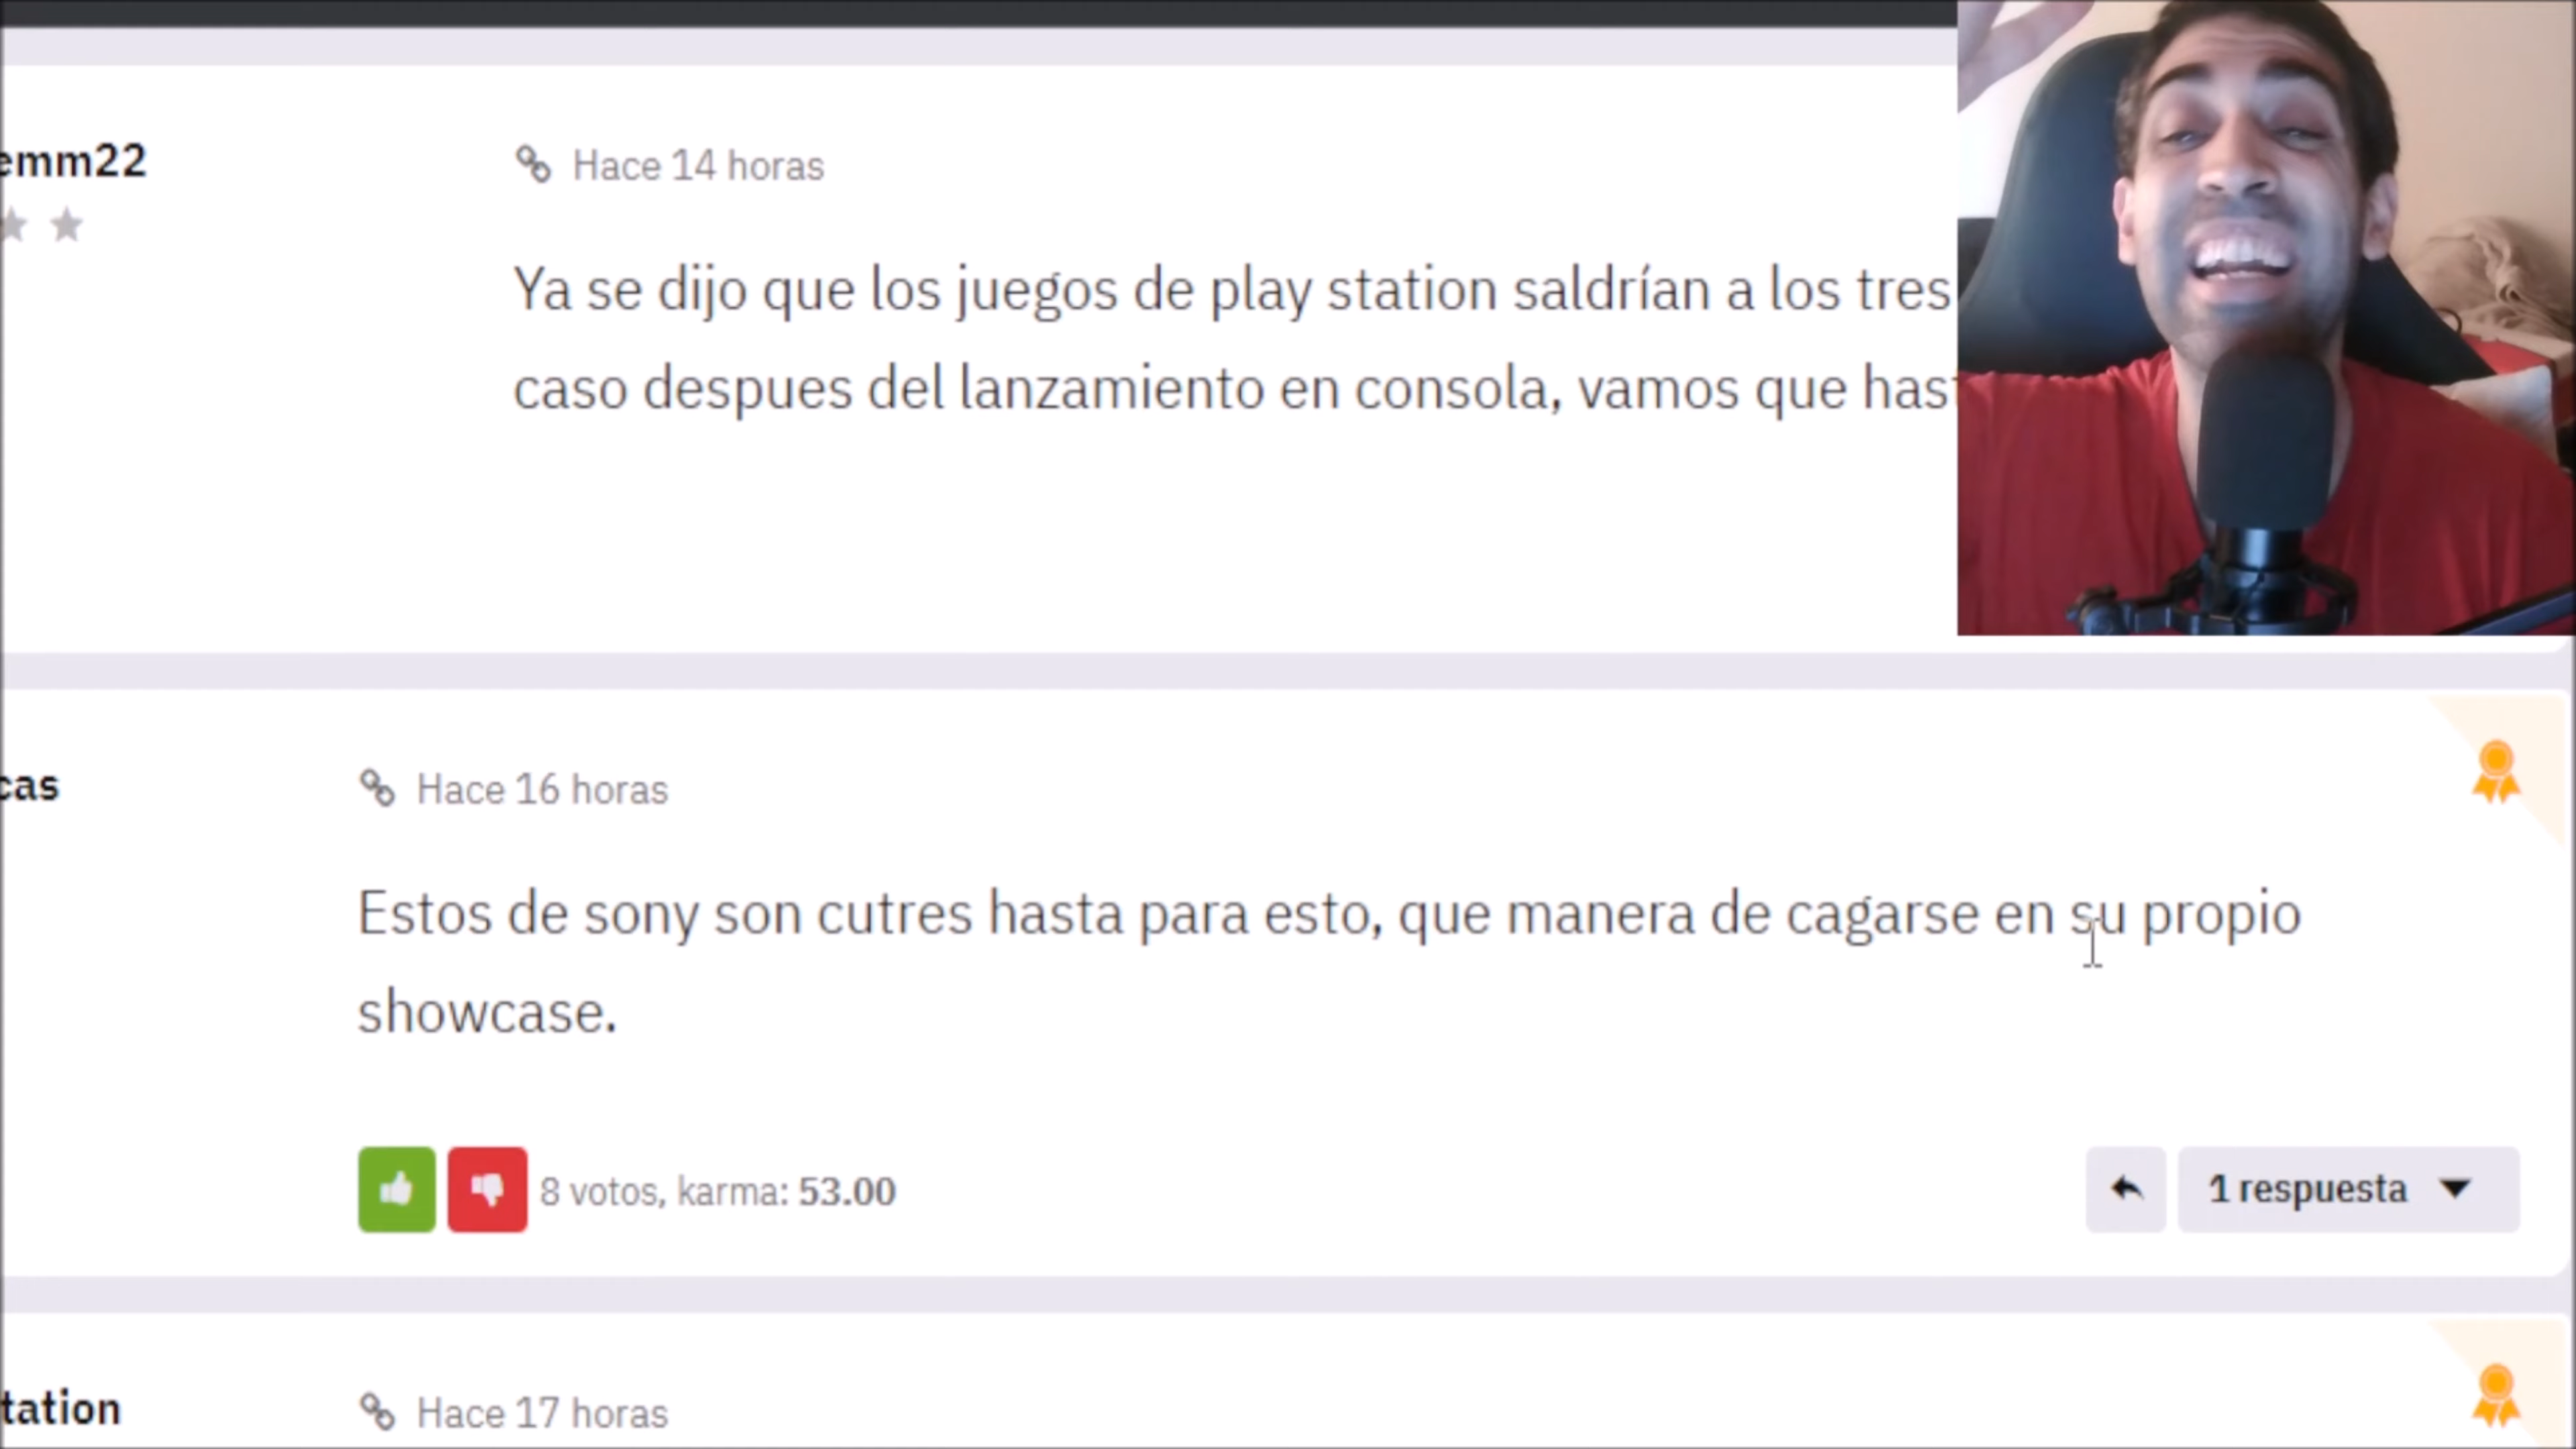 emm22
Hace 14 horas
Ya se dijo que los juegos de play station saldrían a los tres
caso despues del lanzamiento en consola, vamos que hast
cas
Hace 16 horas
Estos de sony son cutres hasta para esto, que manera de cagarse en su propio
showcase.
8 votos, karma: 53.00
1 respuesta
tation
Hace 17 horas